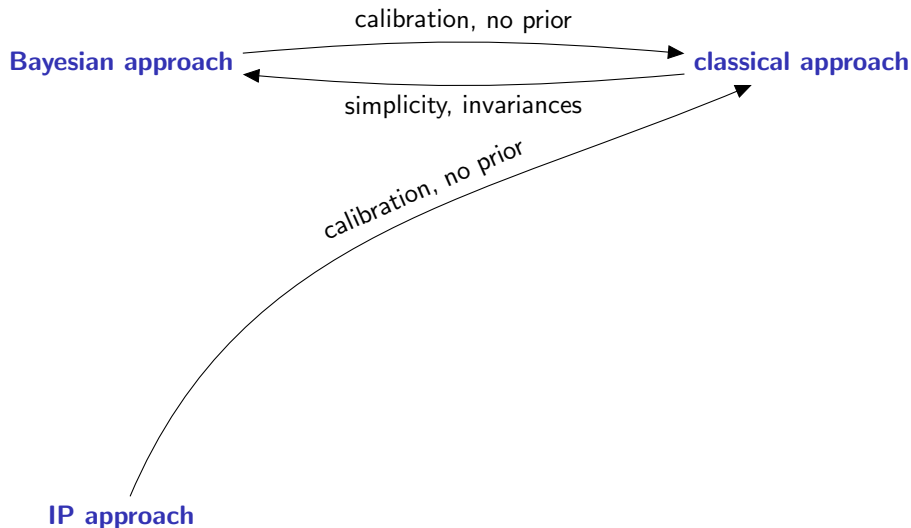 calibration, no prior
Bayesian approach
classical approach
simplicity, invariances
calibration, no prior
IP approach